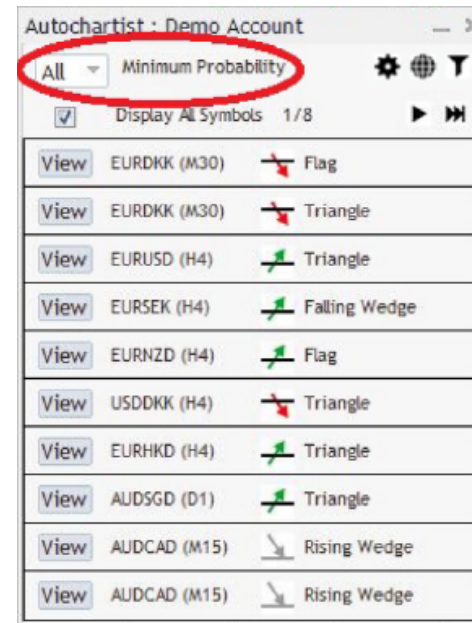 Autochartist : Demo Account
All Minimum Probability
Display All Symbols 1/8
View EURDKK (M30) Flag
View EURDKK (M30) Triangle
View EURUSD (H4) Triangle
View EURSEK (H4) Falling Wedge
View EURNZD (H4) Flag
View USDDKK (H4) Triangle
View EURHKD (H4) Triangle
View AUDSGD (D1) Triangle
View AUDCAD (M15) Rising Wedge
View AUDCAD (M15) Rising Wedge